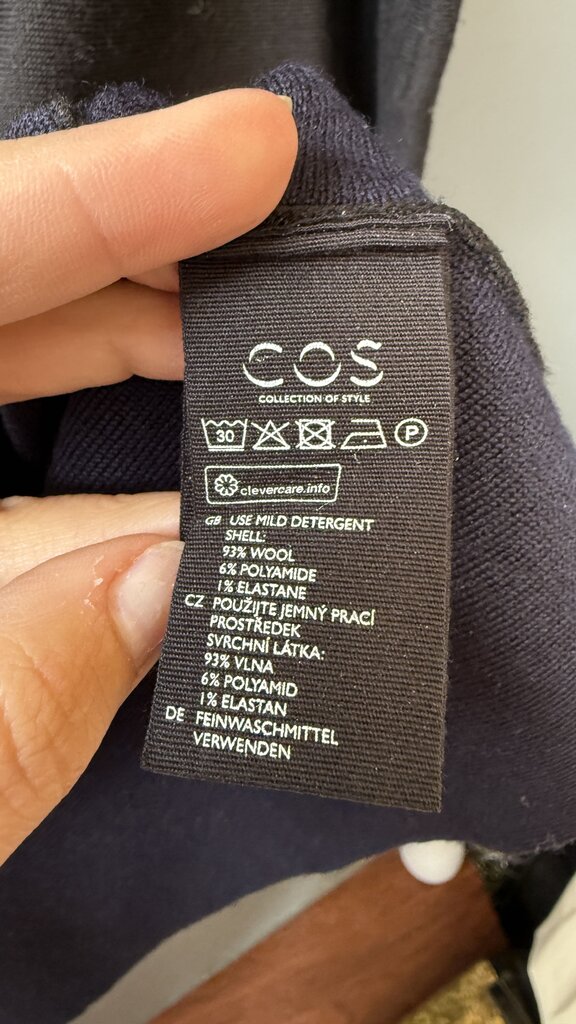 COS
COLLECTION OF STYLE
30 P
clevercare.info
GB USE MILD DETERGENT
SHELL:
93% WOOL
6% POLYAMIDE
1% ELASTANE
CZ POUŽIJTE JEMNÝ PRACÍ
PROSTŘEDEK
SVRCHNÍ LÁTKA:
93% VLNA
6% POLYAMID
1% ELASTAN
DE FEINWASCHMITTEL
VERWENDEN